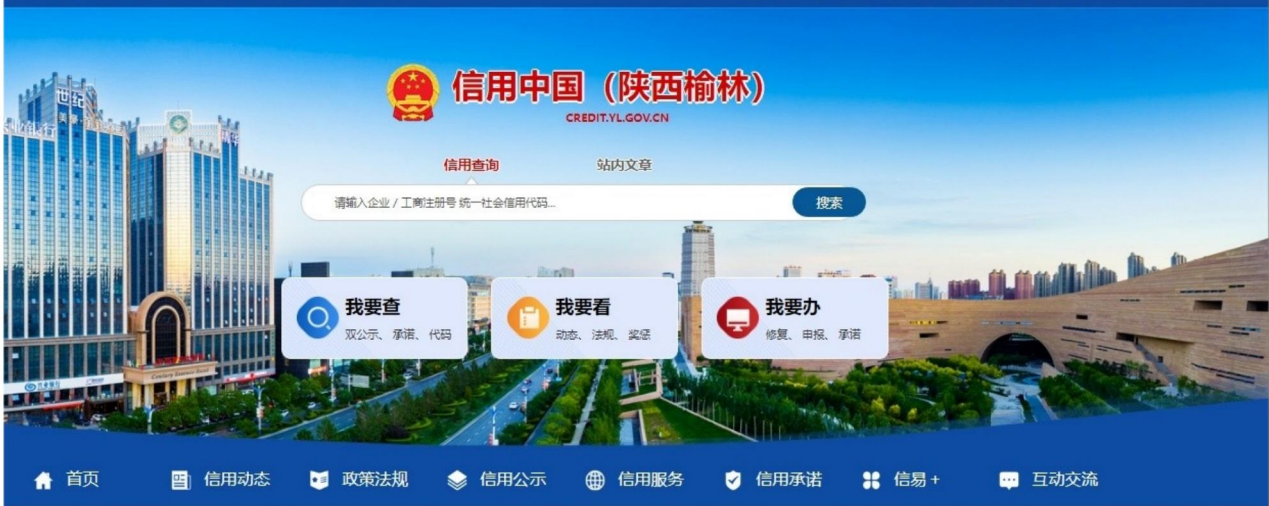 信用中国（陕西榆林）
CREDIT.YL.GOV.CN
信用查询 站内文章
请输入企业 / 工商注册号 统一社会信用代码... 搜索
世纪
我要查 我要看 我要办
双公示、承诺、代码 动态、法规、奖惩 修复、申报、承诺
首页 信用动态 政策法规 信用公示 信用服务 信用承诺 信易+ 互动交流